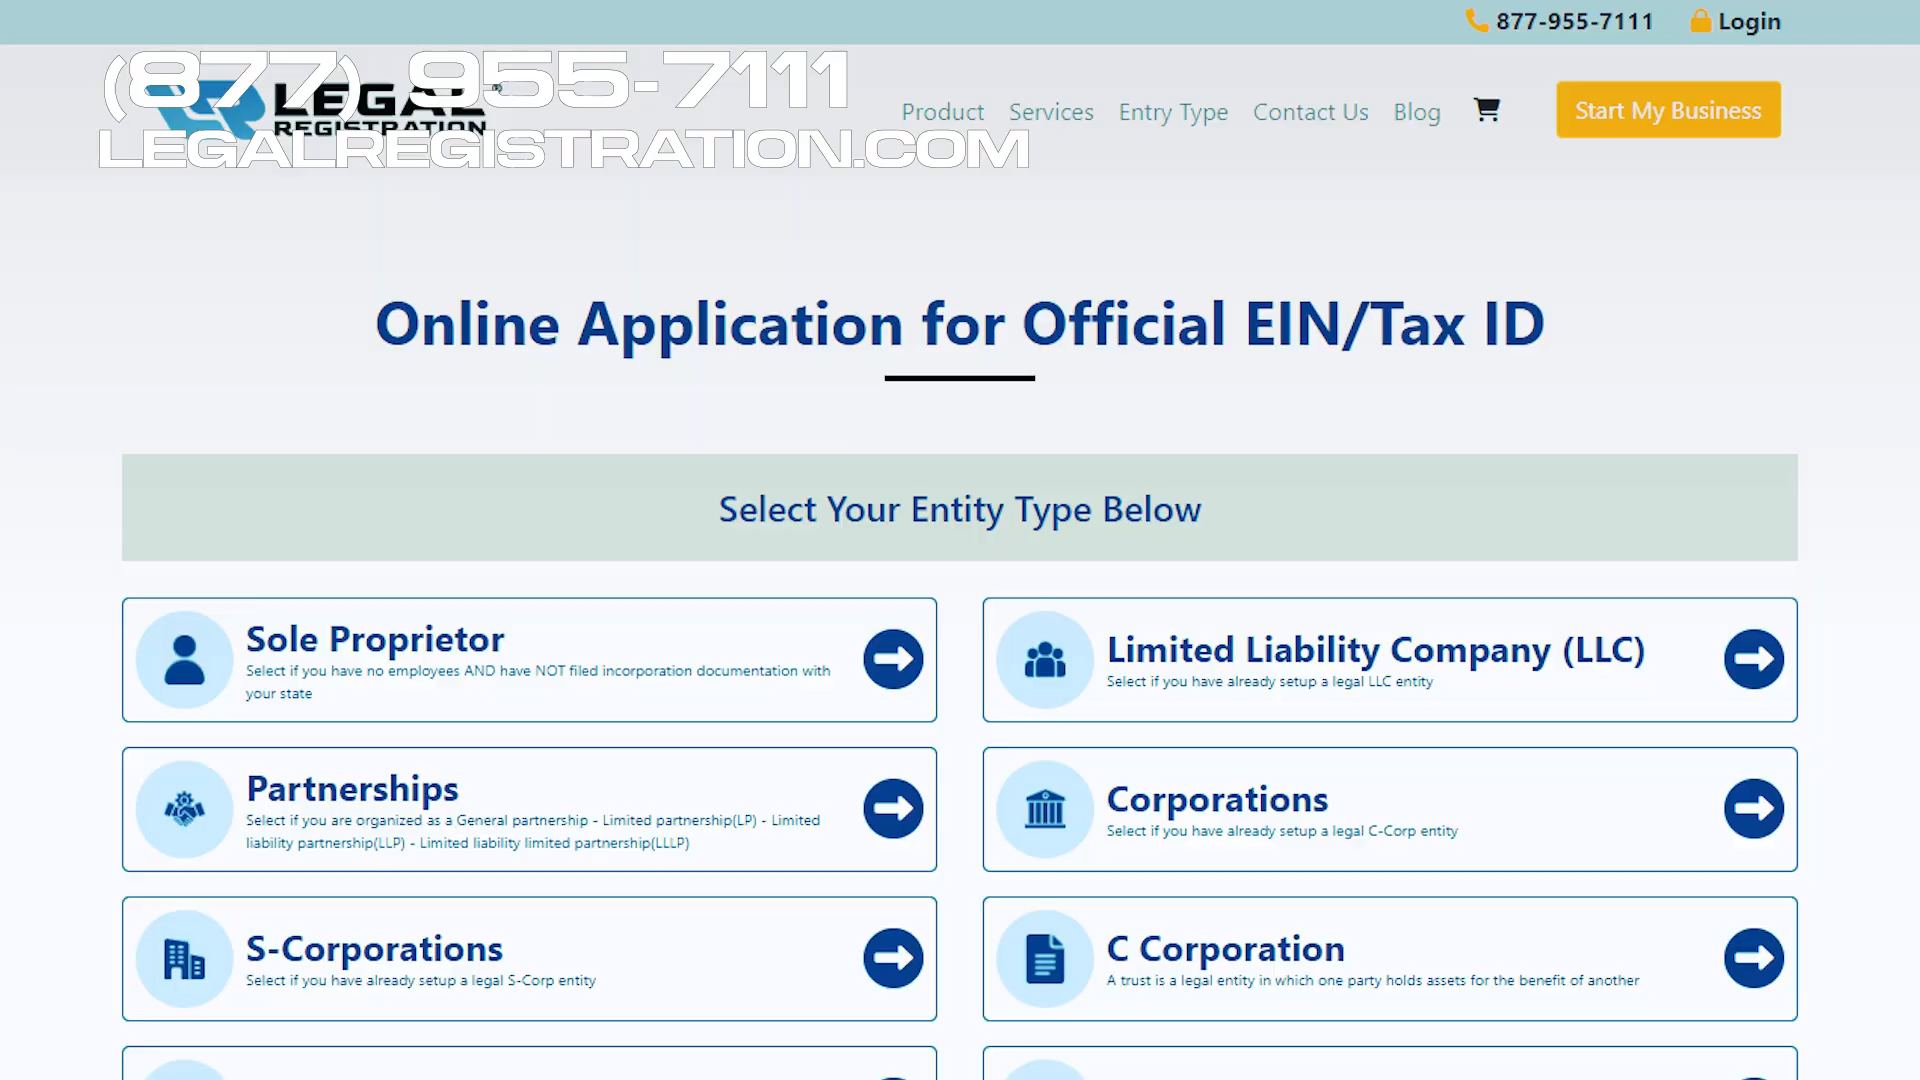 877-955-7111 Login
(877) 955-7111
LEGAL
REGISTRATION
LEGALREGISTRATION.COM
Product Services Entry Type Contact Us Blog Start My Business
Online Application for Official EIN/Tax ID
Select Your Entity Type Below
Sole Proprietor
Select if you have no employees AND have NOT filed incorporation documentation with
your state
Limited Liability Company (LLC)
Select if you have already setup a legal LLC entity
Partnerships
Select if you are organized as a General partnership - Limited partnership(LP) - Limited
liability partnership(LLP) - Limited liability limited partnership(LLLP)
Corporations
Select if you have already setup a legal C-Corp entity
S-Corporations
Select if you have already setup a legal S-Corp entity
C Corporation
A trust is a legal entity in which one party holds assets for the benefit of another